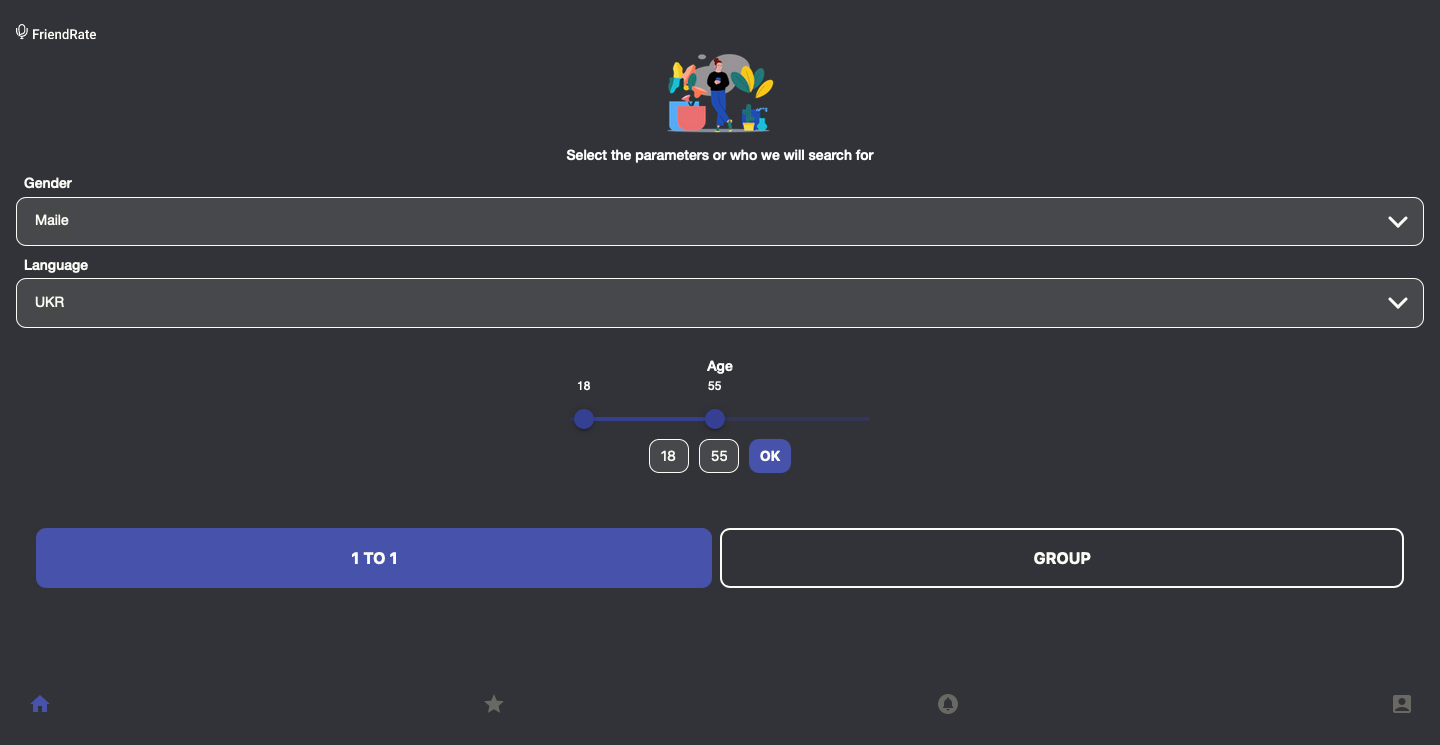 FriendRate
Select the parameters or who we will search for
Gender
Maile
Language
UKR
Age
18 55
18 55 OK
1 TO 1 GROUP